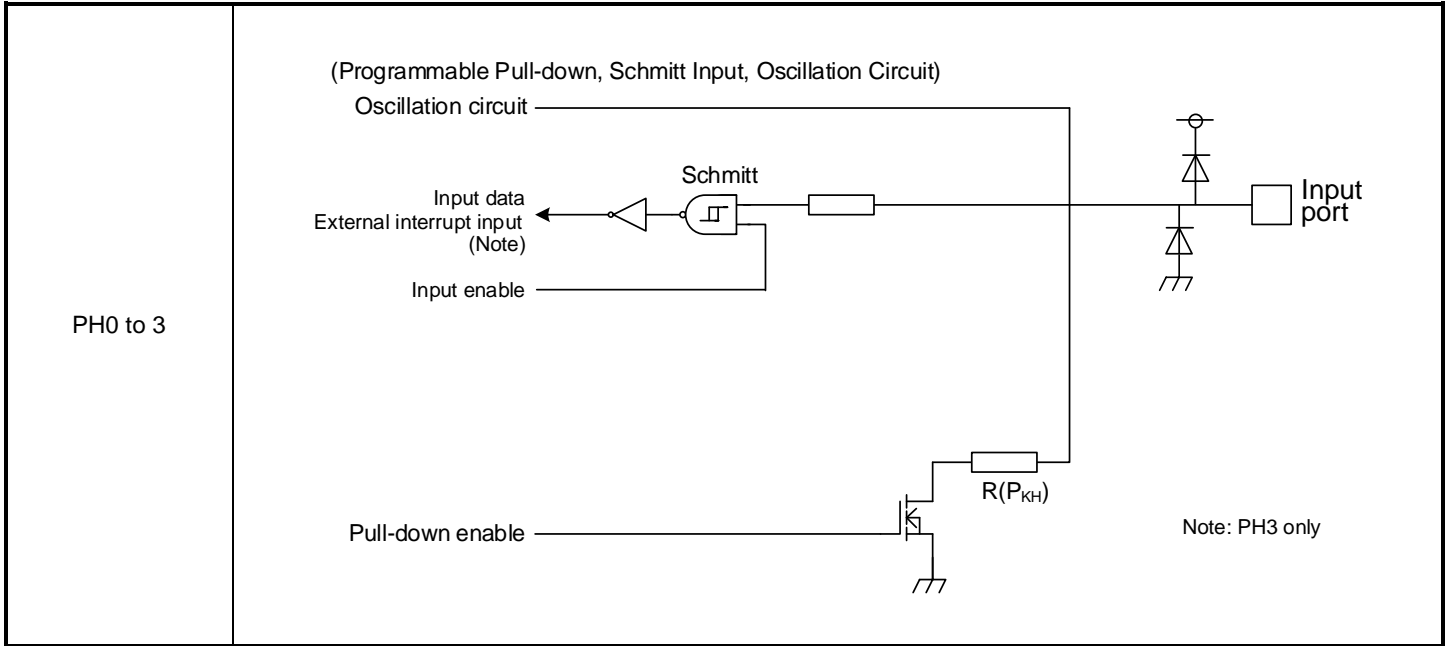 PH0 to 3
(Programmable Pull-down, Schmitt Input, Oscillation Circuit)
Oscillation circuit
Schmitt
Input data
External interrupt input
(Note)
Input enable
Input
port
R(PKH)
Pull-down enable
Note: PH3 only